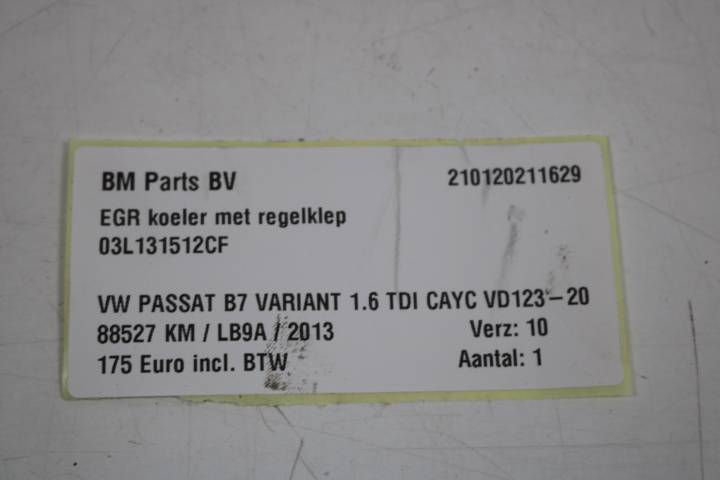 BM Parts BV 210120211629
EGR koeler met regelklep
03L131512CF
VW PASSAT B7 VARIANT 1.6 TDI CAYC VD123-20
88527 KM / LB9A / 2013 Verz: 10
175 Euro incl. BTW Aantal: 1